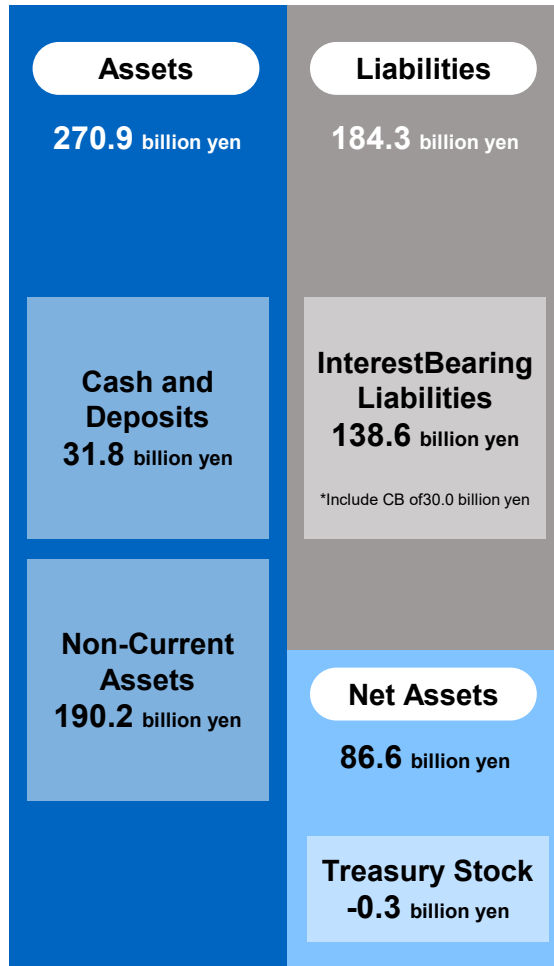 Assets
270.9 billion yen
Cash and
Deposits
31.8 billion yen
Non-Current
Assets
190.2 billion yen
Liabilities
184.3 billion yen
InterestBearing
Liabilities
138.6 billion yen
*Include CB of30.0 billion yen
Net Assets
86.6 billion yen
Treasury Stock
-0.3 billion yen